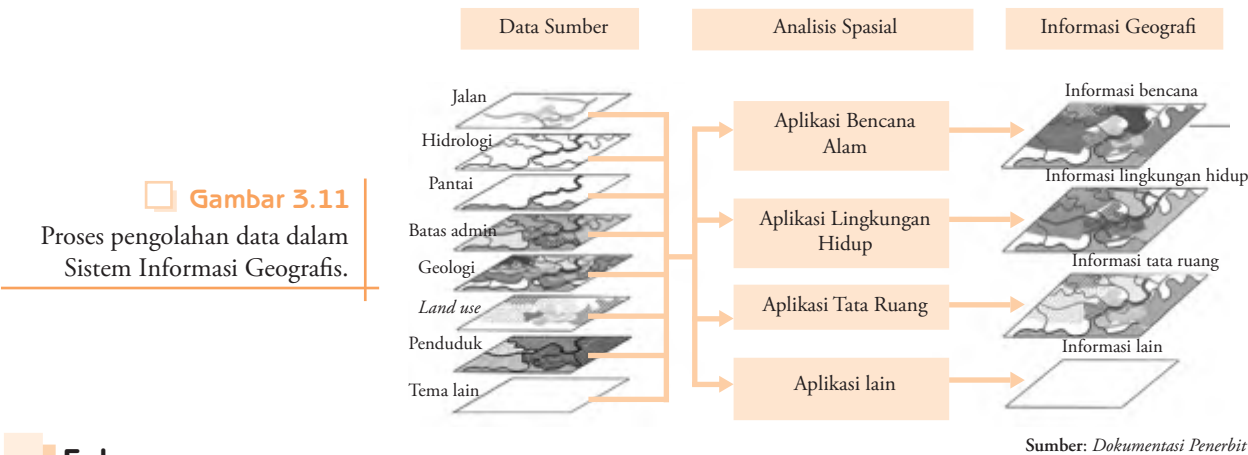 Data Sumber
Analisis Spasial
Informasi Geografi
Jalan
Hidrologi
Pantai
Batas admin
Geologi
Land use
Penduduk
Tema lain
Aplikasi Bencana
Alam
Aplikasi Lingkungan
Hidup
Aplikasi Tata Ruang
Aplikasi lain
Informasi bencana
Informasi lingkungan hidup
Informasi tata ruang
Informasi lain
Gambar 3.11
Proses pengolahan data dalam
Sistem Informasi Geografis.
Sumber: Dokumentasi Penerbit